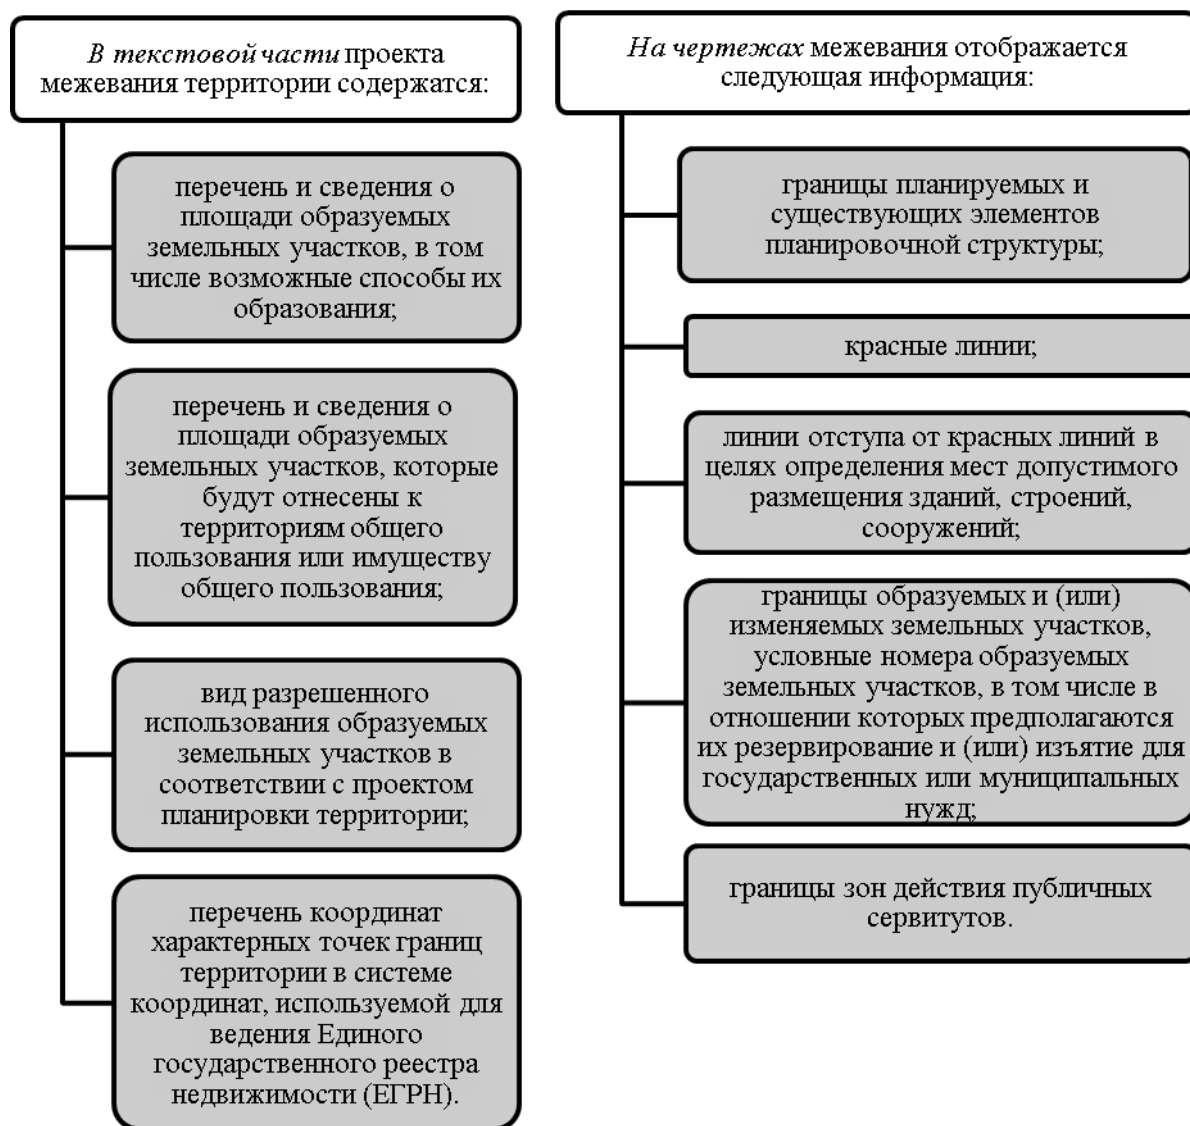 В текстовой части проекта
межевания территории содержатся:
перечень и сведения о
площади образуемых
земельных участков, в том
числе возможные способы их
образования;
перечень и сведения о
площади образуемых
земельных участков, которые
будут отнесены к
территориям общего
пользования или имуществу
общего пользования;
вид разрешенного
использования образуемых
земельных участков в
соответствии с проектом
планировки территории;
перечень координат
характерных точек границ
территории в системе
координат, используемой для
ведения Единого
государственного реестра
недвижимости (ЕГРН).
На чертежах межевания отображается
следующая информация:
границы планируемых и
существующих элементов
планировочной структуры;
красные линии;
линии отступа от красных линий в
целях определения мест допустимого
размещения зданий, строений,
сооружений;
границы образуемых и (или)
изменяемых земельных участков,
условные номера образуемых
земельных участков, в том числе в
отношении которых предполагаются
их резервирование и (или) изъятие для
государственных или муниципальных
нужд;
границы зон действия публичных
сервитутов.